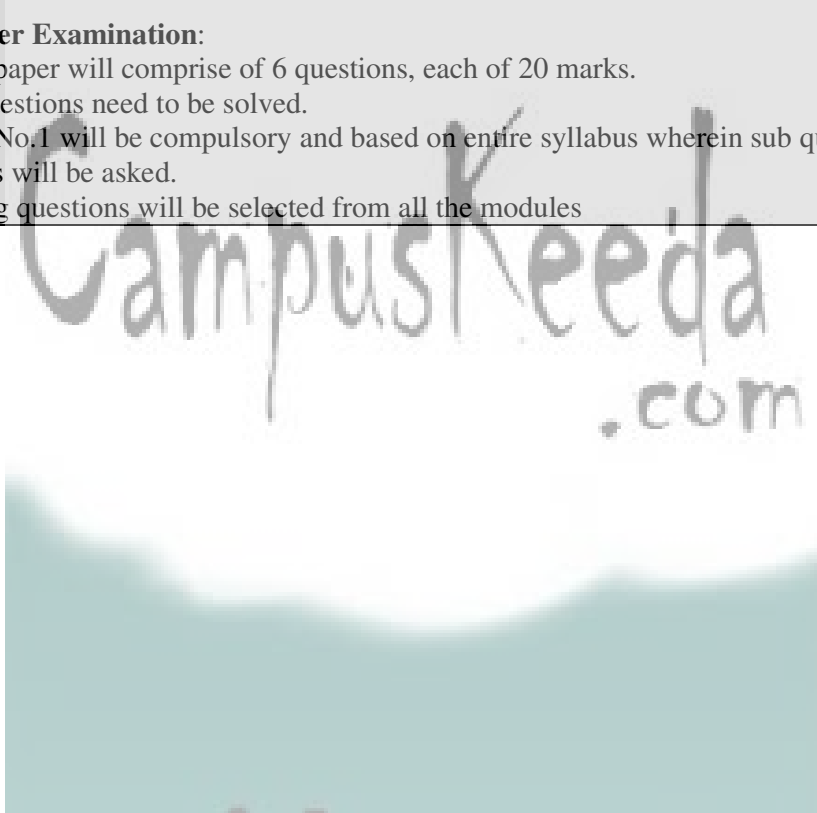 er Examination:
paper will comprise of 6 questions, each of 20 marks.
estions need to be solved.
No.1 will be compulsory and based on entire syllabus wherein sub qu
s will be asked.
g questions will be selected from all the modules
CampusKeeda
.com